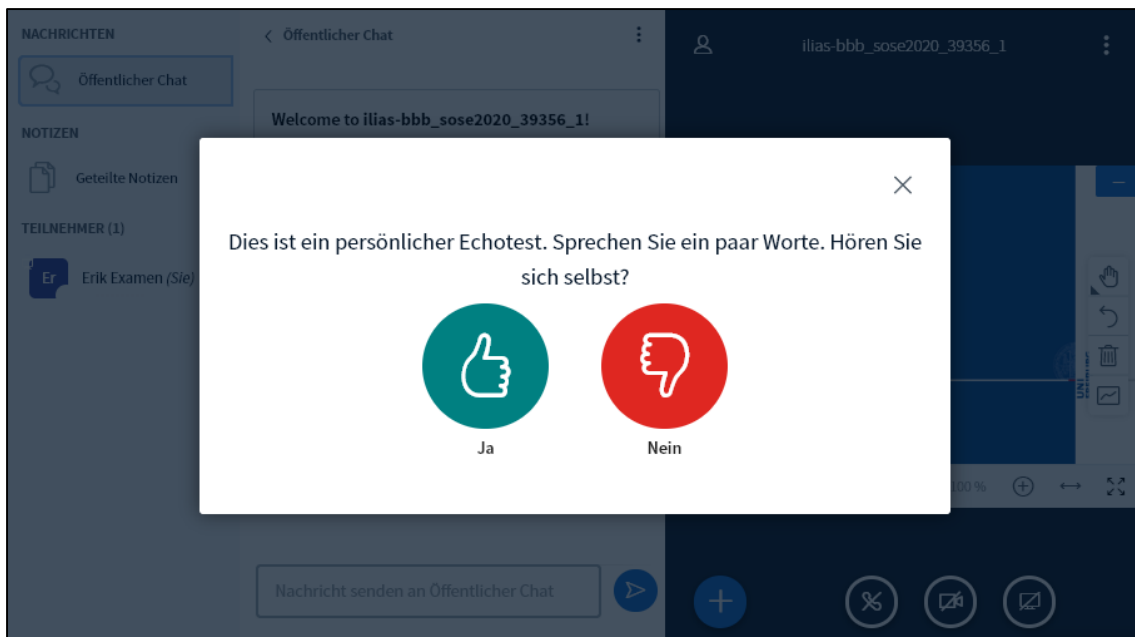 NACHRICHTEN
Öffentlicher Chat
NOTIZEN
Geteilte Notizen
TEILNEHMER (1)
Er
Erik Examen (Sie)
Öffentlicher Chat
Welcome to ilias-bbb_sose2020_39356_1!
Nachricht senden an Öffentlicher Chat
ilias-bbb_sose2020_39356_1
Dies ist ein persönlicher Echotest. Sprechen Sie ein paar Worte. Hören Sie
sich selbst?
Ja
Nein
100 %
UNI